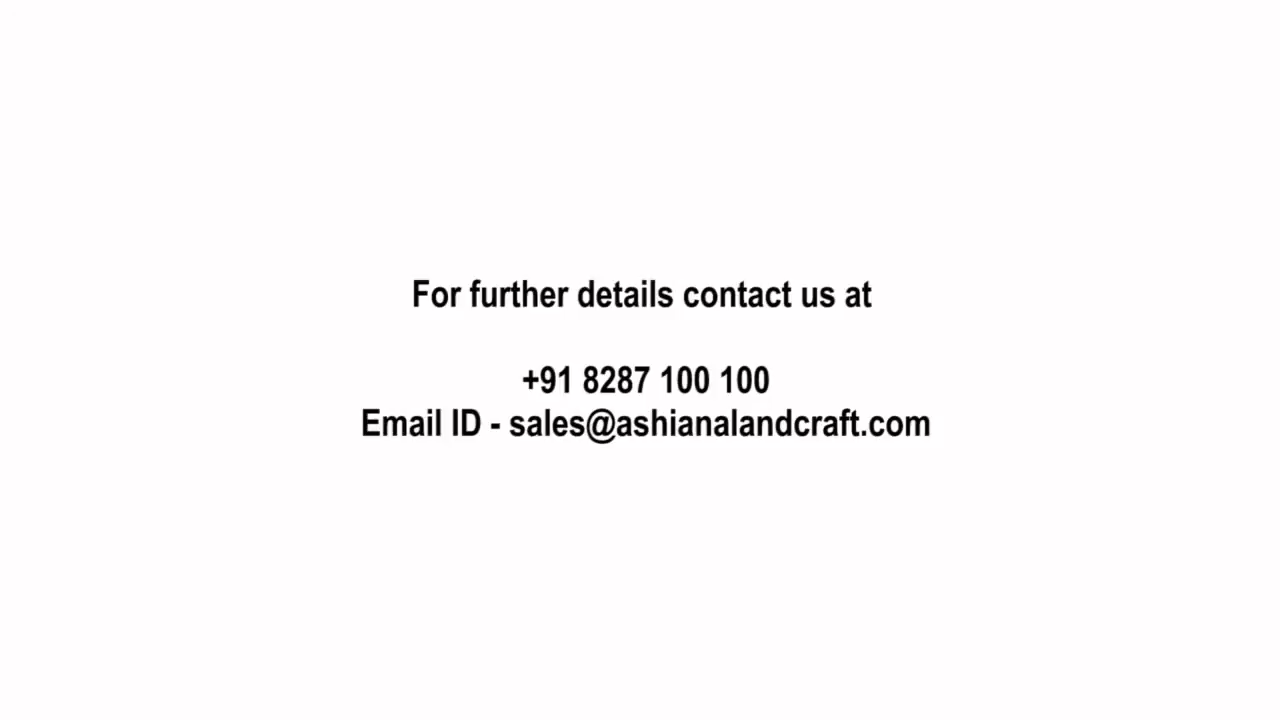 For further details contact us at
+91 8287 100 100
Email ID - sales@ashianalandcraft.com